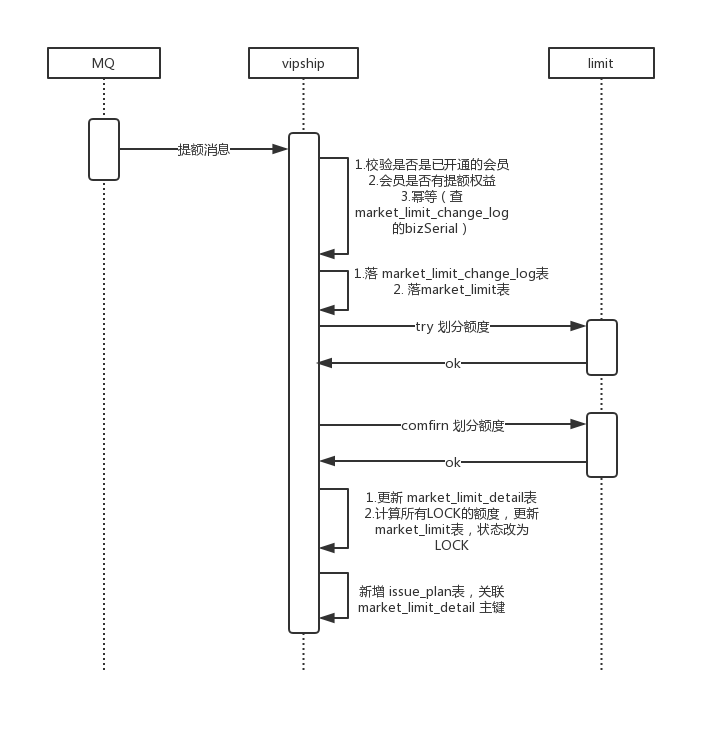 MQ
vipship
limit
提额消息
1.校验是否是已开通的会员
2.会员是否有提额权益
3.幂等（查
market_limit_change_log
的bizSerial）
1.落 market_limit_change_log表
2. 落market_limit表
try 划分额度
ok
comfirn 划分额度
ok
1.更新 market_limit_detail表
2.计算所有LOCK的额度，更新
market_limit表，状态改为
LOCK
新增 issue_plan表，关联
market_limit_detail 主键